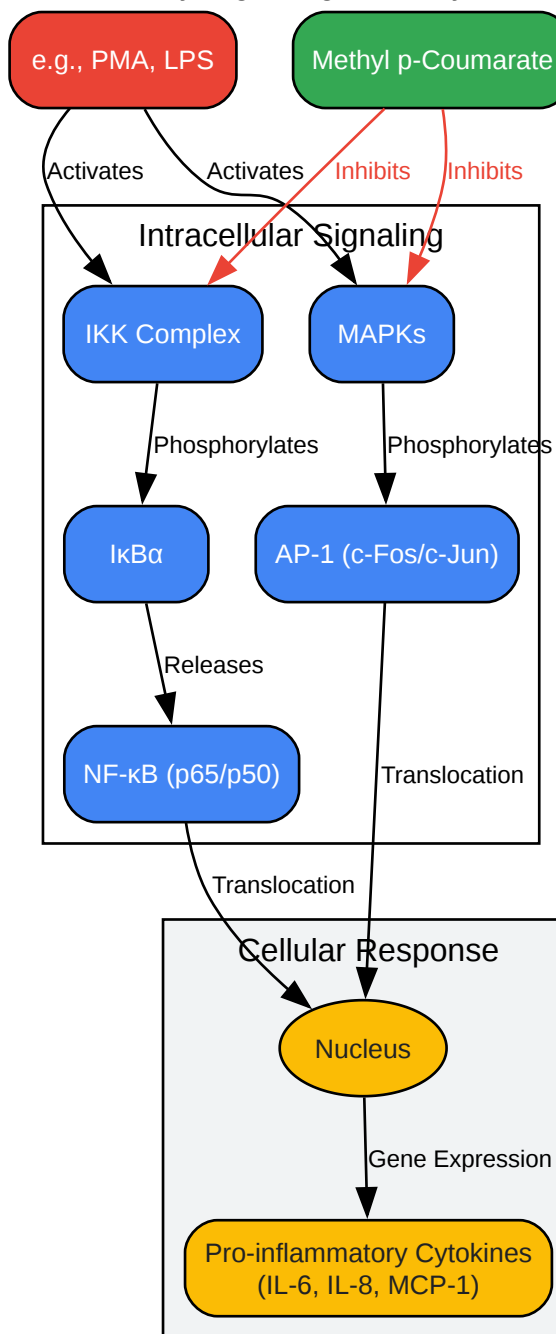 e.g., PMA, LPS
Methyl p-Coumarate
Activates
Activates
Inhibits
Inhibits
Intracellular Signaling
IKK Complex
MAPKs
Phosphorylates
Phosphorylates
IκBα
AP-1 (c-Fos/c-Jun)
Releases
NF-κB (p65/p50)
Translocation
Translocation
Cellular Response
Nucleus
Gene Expression
Pro-inflammatory Cytokines
(IL-6, IL-8, MCP-1)